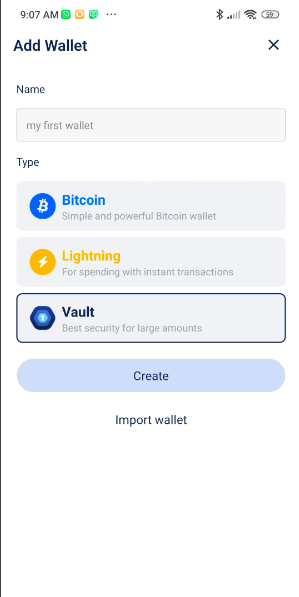 9:07 AM ... 59
Add Wallet
Name
my first wallet
Type
Bitcoin
Simple and powerful Bitcoin wallet
Lightning
For spending with instant transactions
Vault
Best security for large amounts
Create
Import wallet